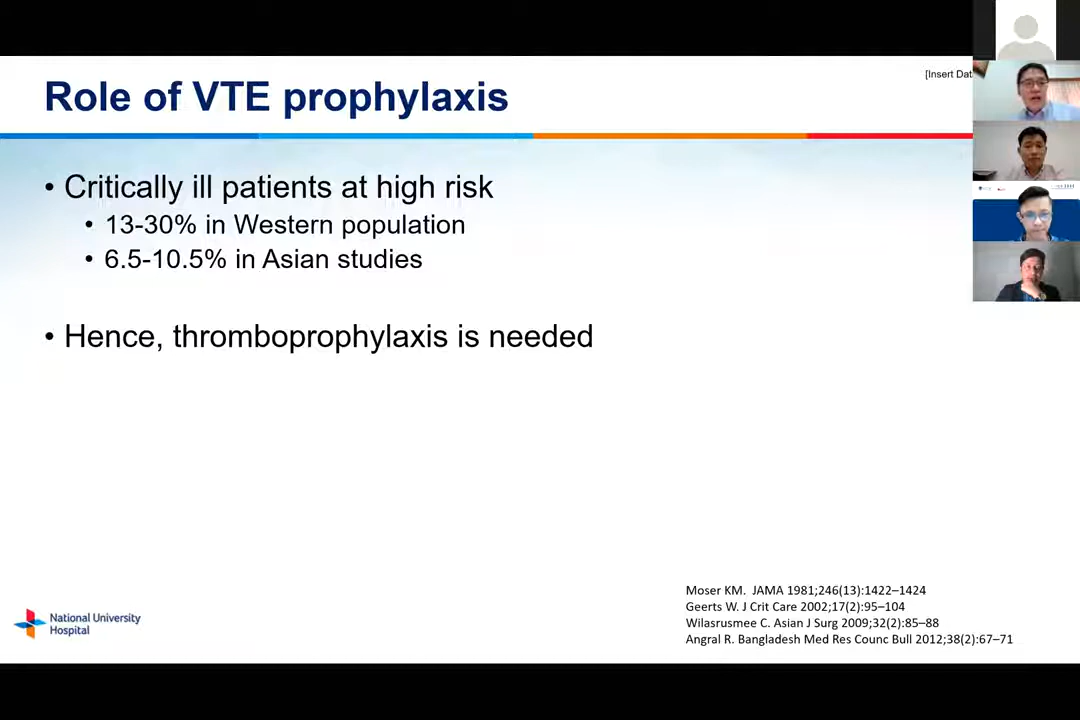 [Insert Dat
Role of VTE prophylaxis
• Critically ill patients at high risk
• 13-30% in Western population
• 6.5-10.5% in Asian studies
• Hence, thromboprophylaxis is needed
Moser KM.  JAMA 1981;246(13):1422–1424
Geerts W. J Crit Care 2002;17(2):95–104
Wilasrusmee C. Asian J Surg 2009;32(2):85–88
Angral R. Bangladesh Med Res Counc Bull 2012;38(2):67–71
National University
Hospital